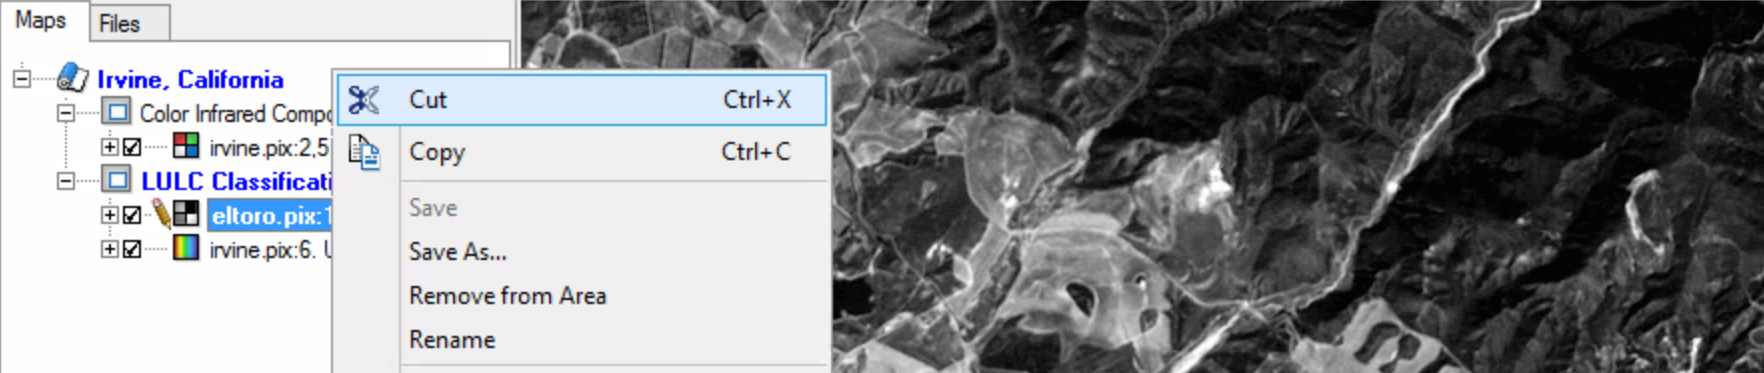 Maps
Files
Irvine, California
Color Infrared Compo
irvine.pix:2,5
LULC Classificati
eltoro.pix:1
irvine.pix:6. U
Cut Ctrl+X
Copy Ctrl+C
Save
Save As...
Remove from Area
Rename